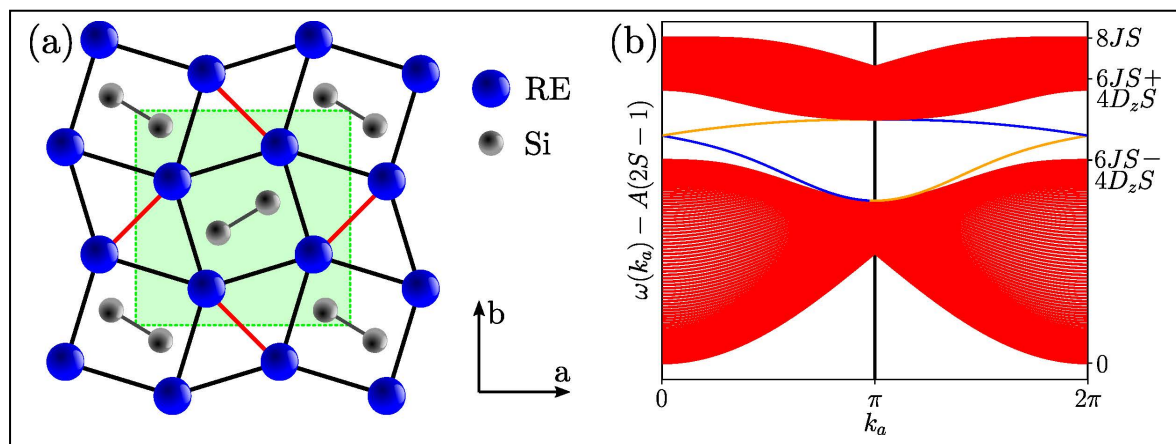 (a)
RE
Si
b
a
(b)
ω(k_a) − A(2S − 1)
8JS
6JS+
4D_zS
6JS−
4D_zS
0
0
π
2π
k_a